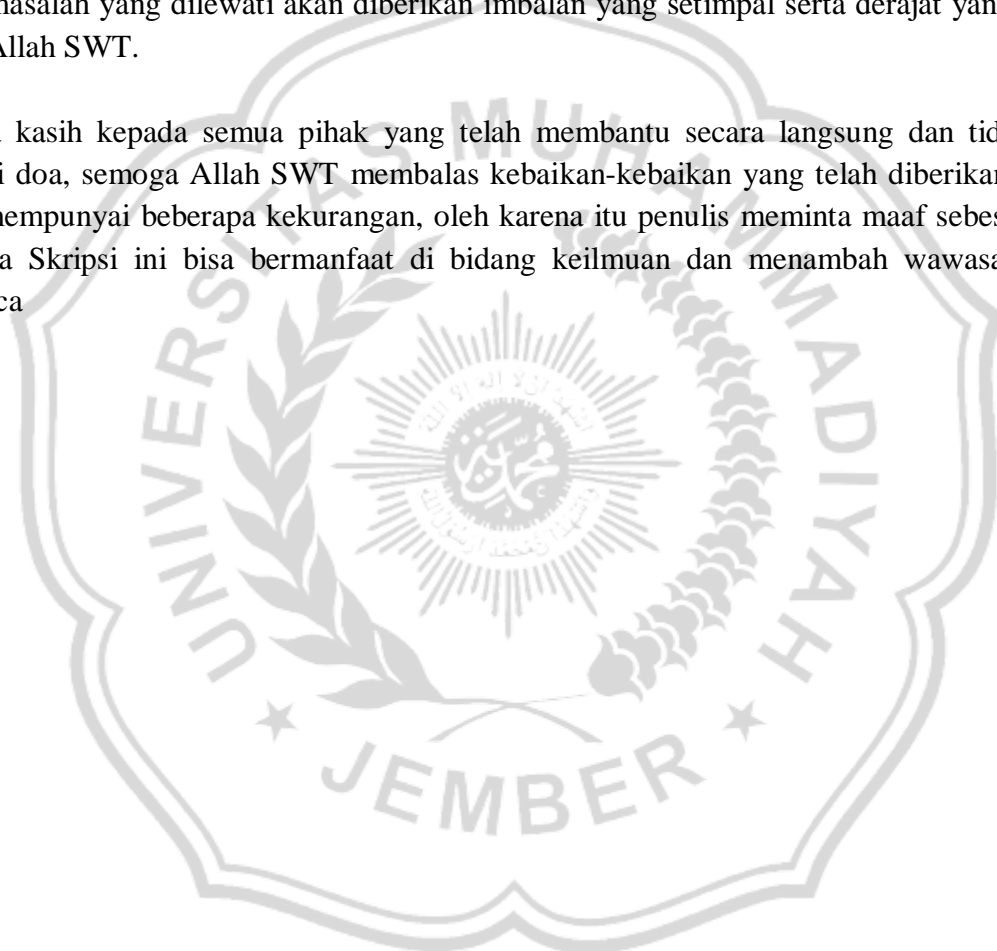 masalah yang dilewati akan diberikan imbalan yang setimpal serta derajat yan
Allah SWT.
kasih kepada semua pihak yang telah membantu secara langsung dan tid
doa, semoga Allah SWT membalas kebaikan-kebaikan yang telah diberikan
mempunyai beberapa kekurangan, oleh karena itu penulis meminta maaf sebes
a Skripsi ini bisa bermanfaat di bidang keilmuan dan menambah wawasa
ca
UNIVERSITAS MUHAMMADIYAH
JEMBER